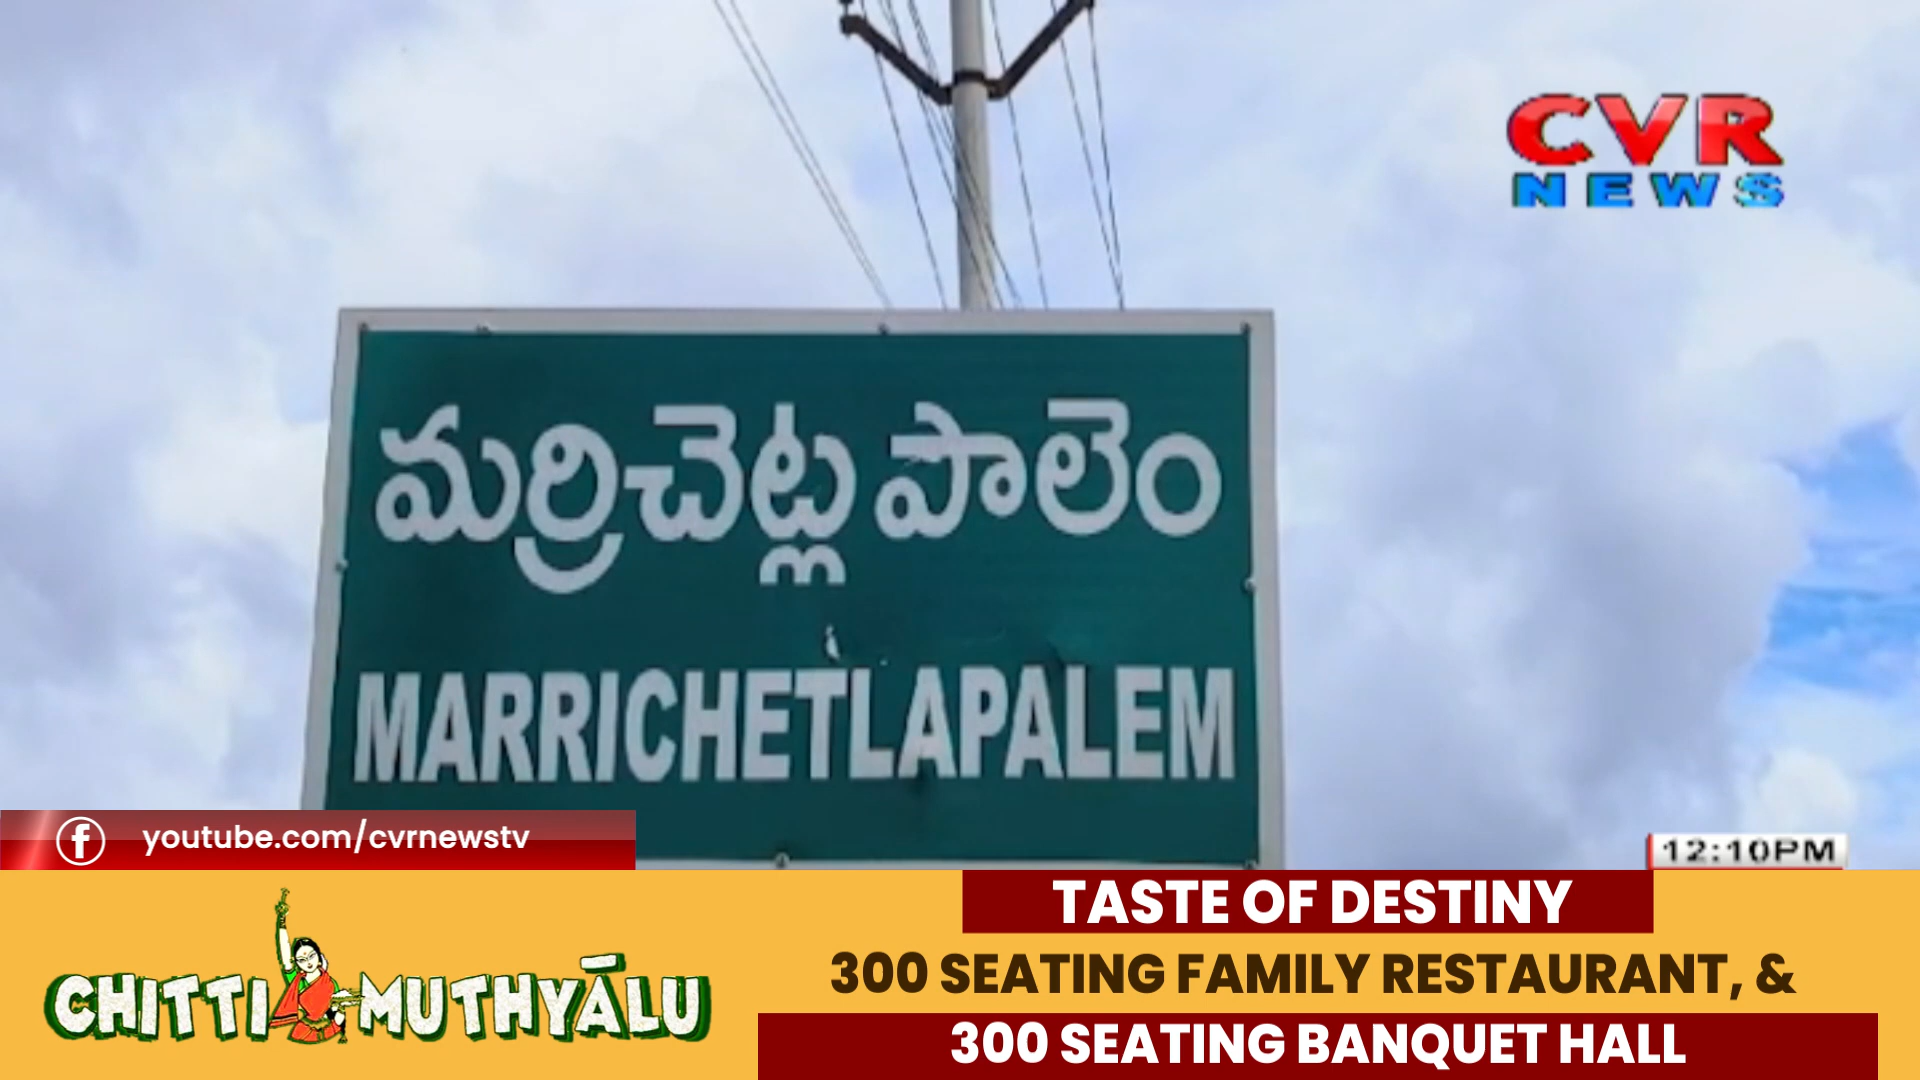 CVR
NEWS
మర్రిచెట్ల పాలెం
MARRICHETLAPALEM
youtube.com/cvrnewstv
12:10PM
CHITTI MUTHYĀLU
TASTE OF DESTINY
300 SEATING FAMILY RESTAURANT, &
300 SEATING BANQUET HALL